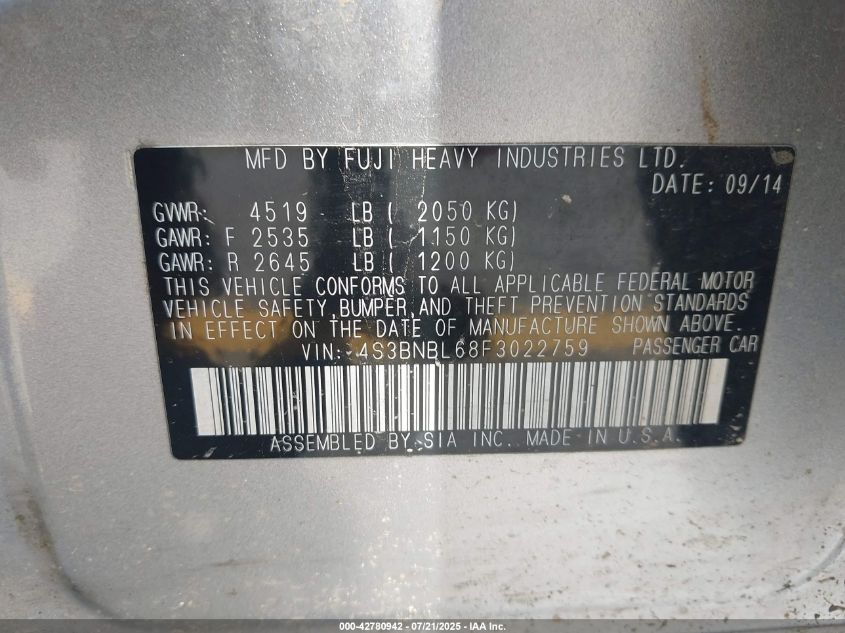 MFD BY FUJI HEAVY INDUSTRIES LTD.
DATE: 09/14
GVWR: 4519 LB ( 2050 KG)
GAWR: F 2535 LB ( 1150 KG)
GAWR: R 2645 LB ( 1200 KG)
THIS VEHICLE CONFORMS TO ALL APPLICABLE FEDERAL MOTOR
VEHICLE SAFETY, BUMPER, AND THEFT PREVENTION STANDARDS
IN EFFECT ON THE DATE OF MANUFACTURE SHOWN ABOVE.
VIN: 4S3BNBL68F3022759 PASSENGER CAR
ASSEMBLED BY SIA INC. MADE IN U.S.A.
000-42780942 - 07/21/2025 - IAA Inc.